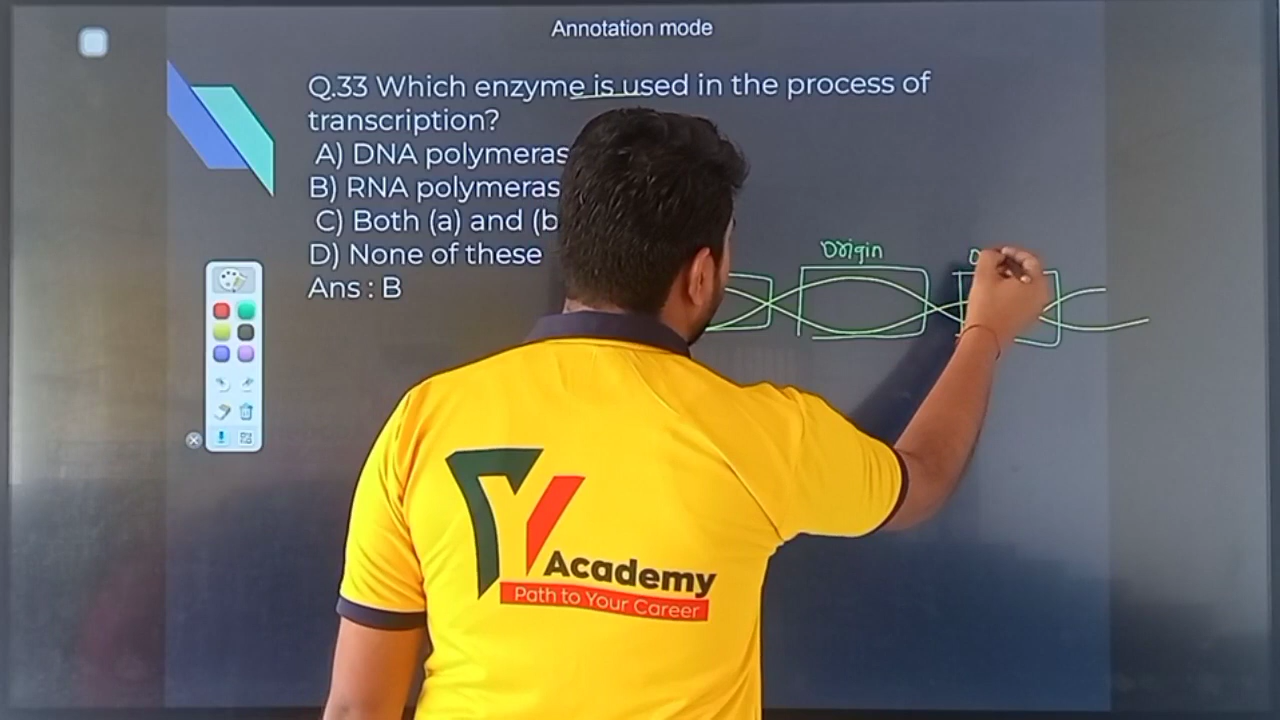 Annotation mode
Q.33 Which enzyme is used in the process of
transcription?
A) DNA polymeras
B) RNA polymeras
C) Both (a) and (b
D) None of these
Ans : B
Origin
Academy
Path to Your Career